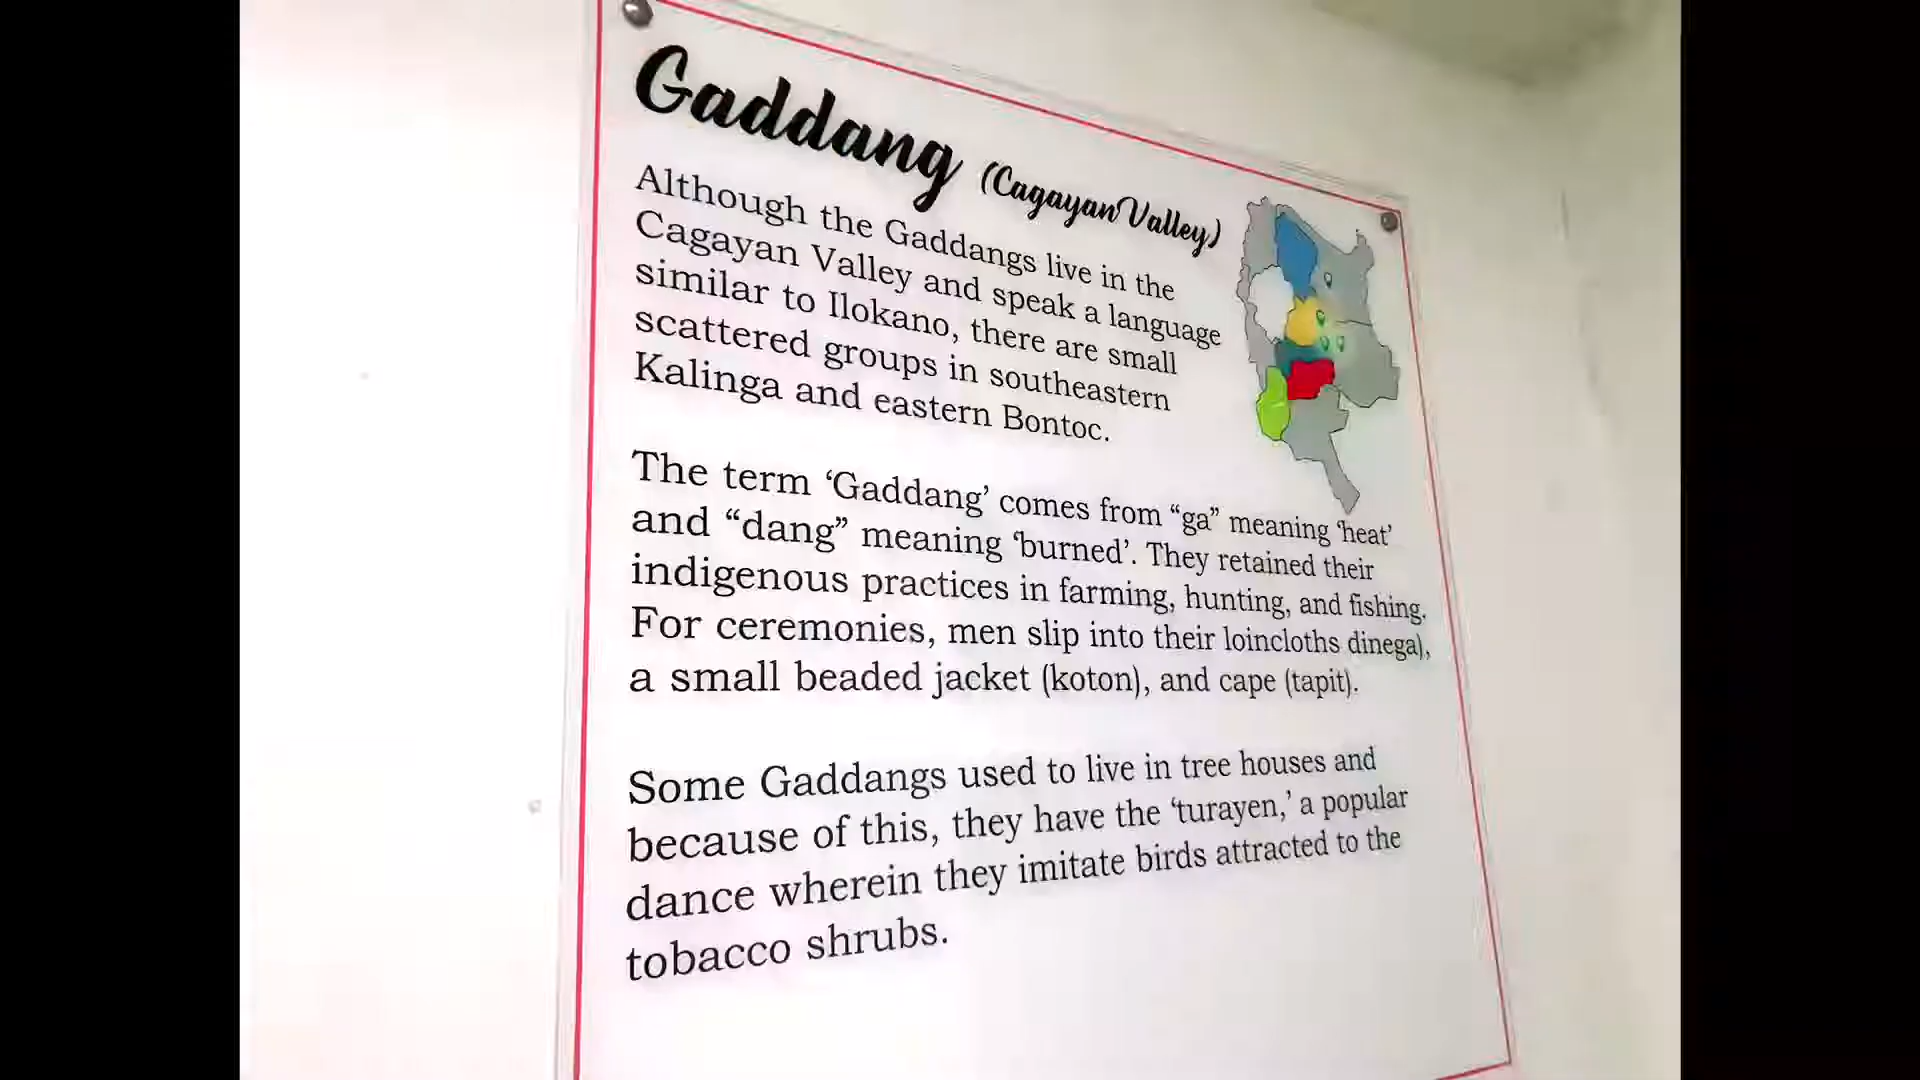 Gaddang (Cagayan Valley)
Although the Gaddangs live in the
Cagayan Valley and speak a language
similar to Ilokano, there are small
scattered groups in southeastern
Kalinga and eastern Bontoc.
The term ‘Gaddang’ comes from “ga” meaning ‘heat’
and “dang” meaning ‘burned’. They retained their
indigenous practices in farming, hunting, and fishing.
For ceremonies, men slip into their loincloths dinega),
a small beaded jacket (koton), and cape (tapit).
Some Gaddangs used to live in tree houses and
because of this, they have the ‘turayen,’ a popular
dance wherein they imitate birds attracted to the
tobacco shrubs.